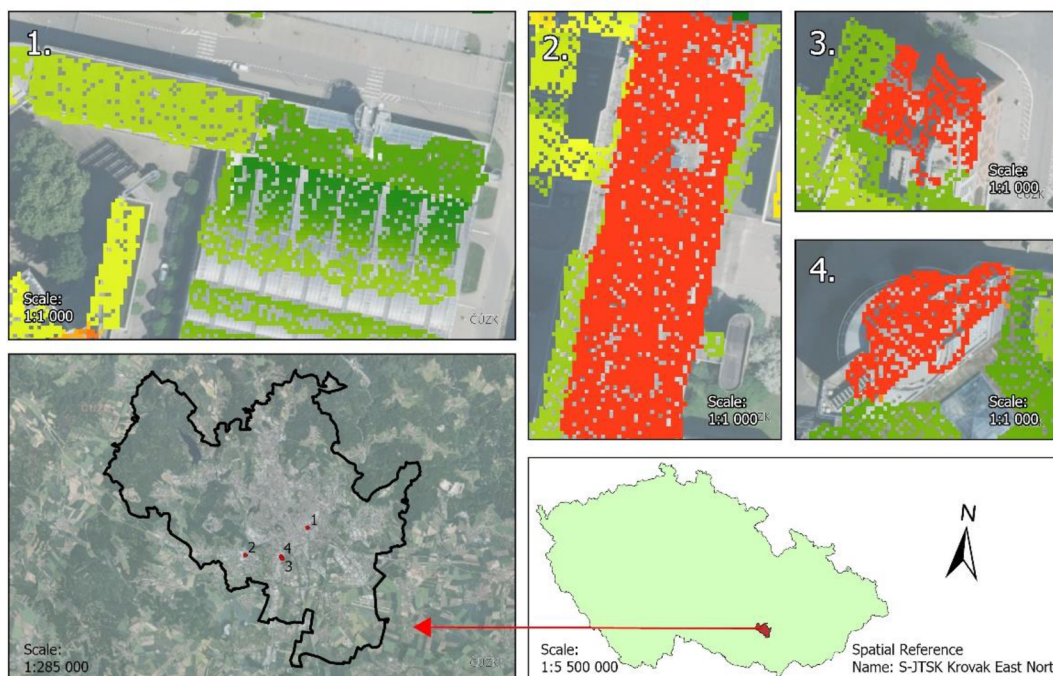 1.
Scale:
1:1 000
ČÚZK
2.
Scale:
1:1 000
3.
Scale:
1:1 000
4.
Scale:
1:1 000
1
2
4
3
Scale:
1:285 000
ČÚZK
N
Scale:
1:5 500 000
Spatial Reference
Name: S-JTSK Krovak East Nort